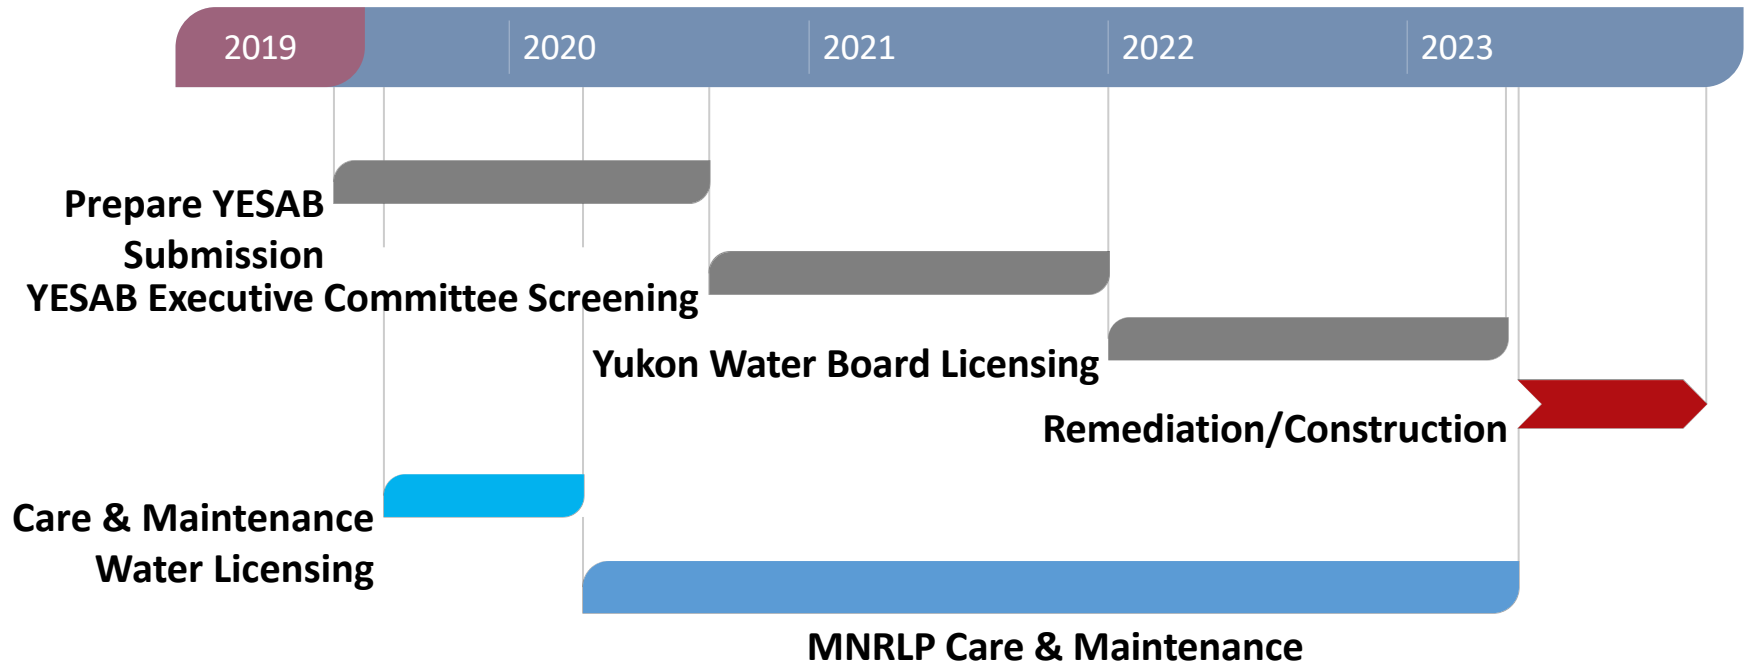 2019
2020
2021
2022
2023
Prepare YESAB
Submission
YESAB Executive Committee Screening
Yukon Water Board Licensing
Remediation/Construction
Care & Maintenance
Water Licensing
MNRLP Care & Maintenance